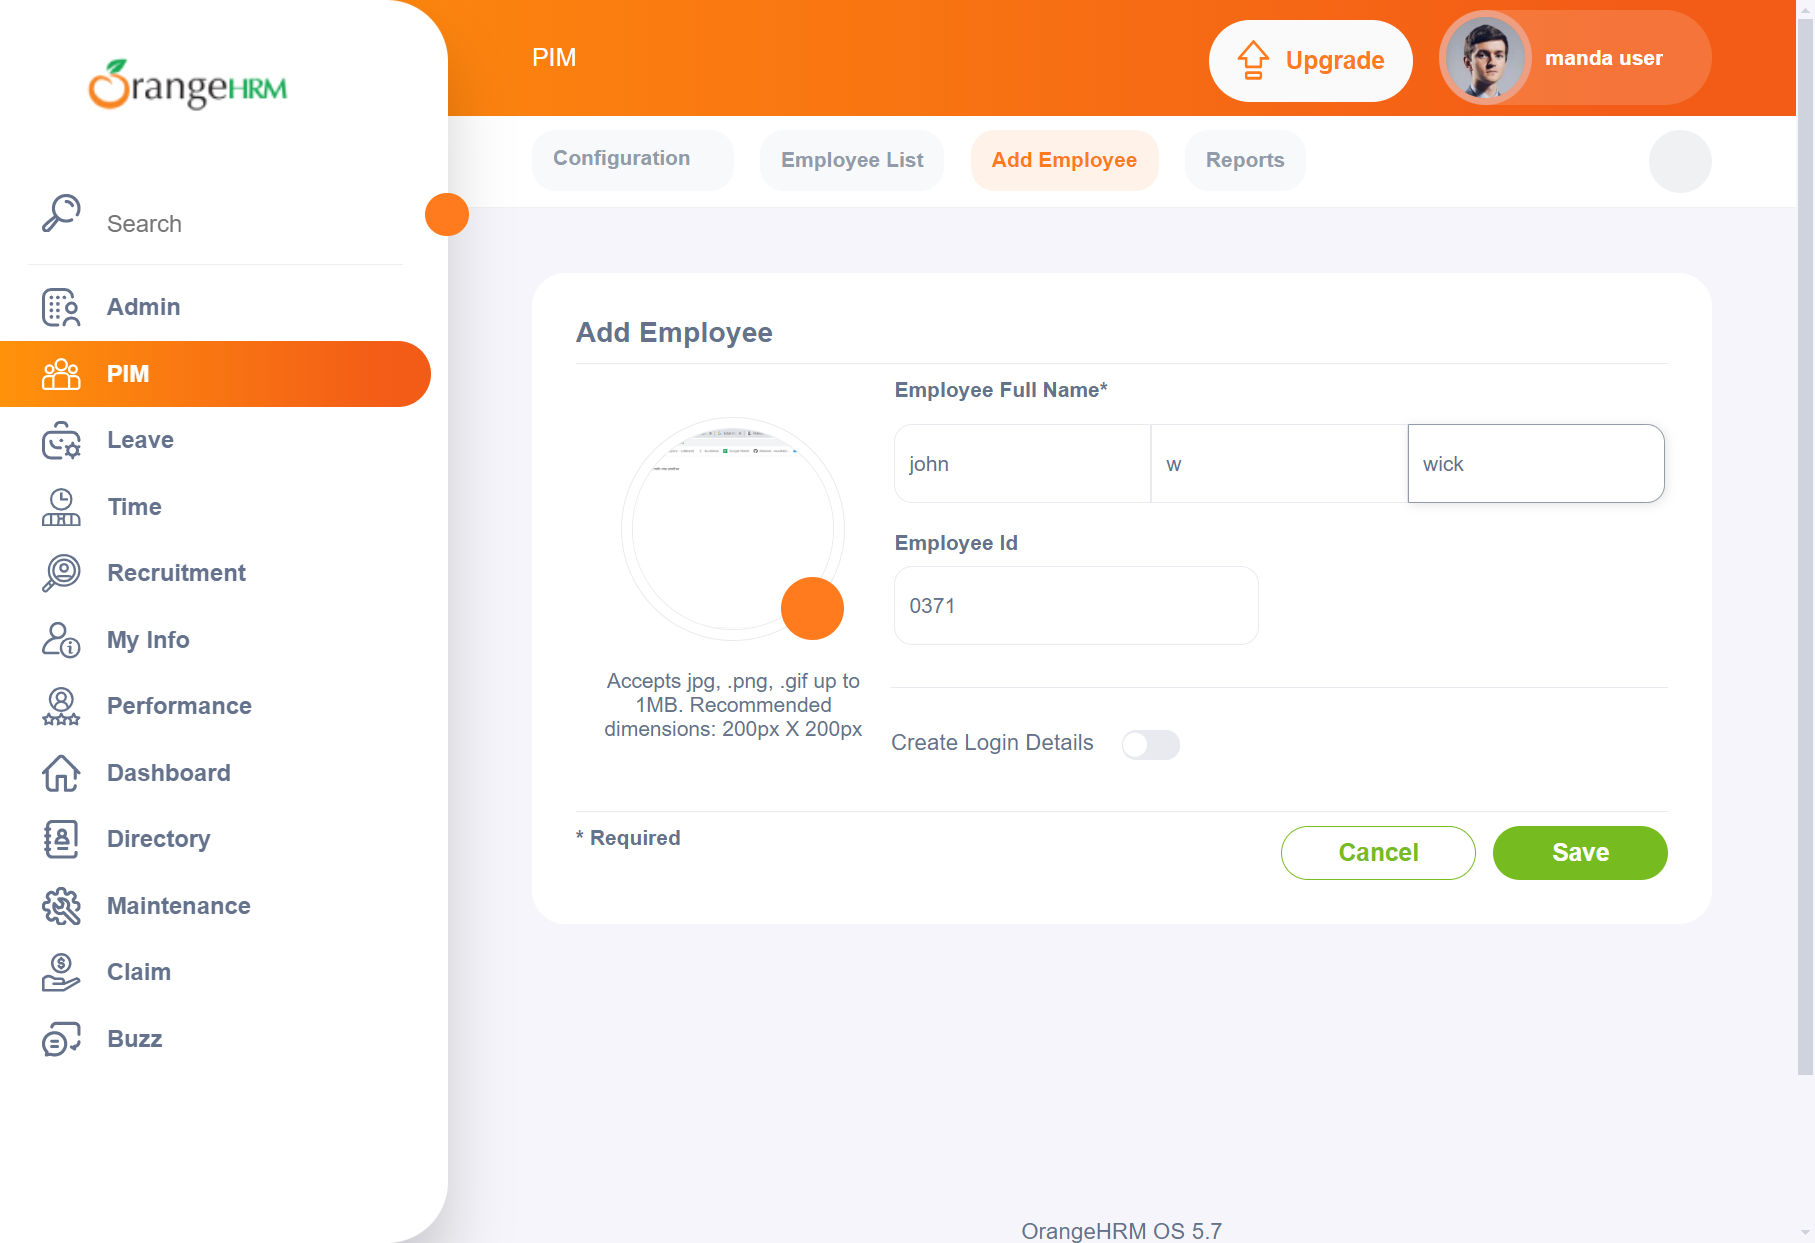 OrangeHRM
PIM
Upgrade
manda user
Configuration
Employee List
Add Employee
Reports
Search
Admin
PIM
Leave
Time
Recruitment
My Info
Performance
Dashboard
Directory
Maintenance
Claim
Buzz
Add Employee
Employee Full Name*
john
w
wick
Employee Id
0371
Accepts jpg, .png, .gif up to
1MB. Recommended
dimensions: 200px X 200px
Create Login Details
* Required
Cancel
Save
OrangeHRM OS 5.7